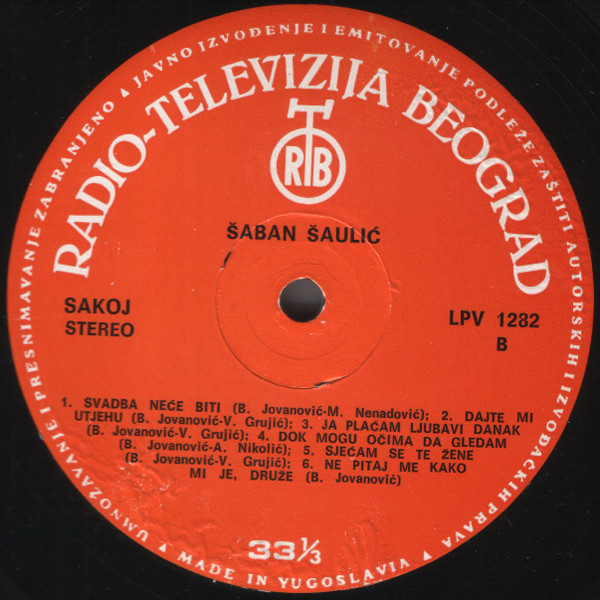 UMNOŽAVANJE I PRESNIMAVANJE ZABRANJENO ▲ JAVNO IZVOĐENJE I EMITOVANJE PODLEŽE ZAŠTITI AUTORSKIH I IZVOĐAČKIH PRAVA ▲ MADE IN YUGOSLAVIA ▲
RADIO-TELEVIZIJA BEOGRAD
RTB
ŠABAN ŠAULIĆ
SAKOJ
STEREO
LPV 1282
B
1. SVADBA NEĆE BITI (B. Jovanović-M. Nenadović); 2. DAJTE MI
UTJEHU (B. Jovanović-V. Grujić); 3. JA PLAĆAM LJUBAVI DANAK
(B. Jovanović-V. Grujić); 4. DOK MOGU OČIMA DA GLEDAM
(B. Jovanović-A. Nikolić); 5. SJEĆAM SE TE ŽENE
(B. Jovanović-V. Grujić); 6. NE PITAJ ME KAKO
MI JE, DRUŽE (B. Jovanović)
33⅓